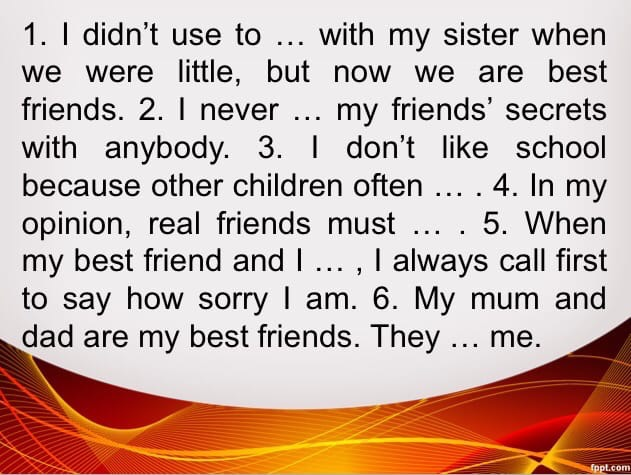 1. I didn’t use to … with my sister when
we were little, but now we are best
friends. 2. I never … my friends’ secrets
with anybody. 3. I don’t like school
because other children often … . 4. In my
opinion, real friends must … . 5. When
my best friend and I … , I always call first
to say how sorry I am. 6. My mum and
dad are my best friends. They … me.
fppt.com